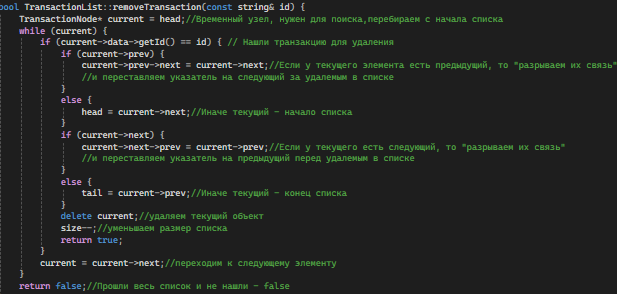 bool TransactionList::removeTransaction(const string& id) {
    TransactionNode* current = head;//Временный узел, нужен для поиска,перебираем с начала списка
    while (current) {
        if (current->data->getId() == id) { // Нашли транзакцию для удаления
            if (current->prev) {
                current->prev->next = current->next;//Если у текущего элемента есть предыдущий, то "разрываем их связь"
                //и переставляем указатель на следующий за удалемым в списке
            }
            else {
                head = current->next;//Иначе текущий - начало списка
            }
            if (current->next) {
                current->next->prev = current->prev;//Если у текущего есть следующий, то "разрываем их связь"
                //и переставляем указатель на предыдущий перед удалемым в списке
            }
            else {
                tail = current->prev;//Иначе текущий - конец списка
            }
            delete current;//удаляем текущий объект
            size--;//уменьшаем размер списка
            return true;
        }
        current = current->next;//переходим к следующему элементу
    }
    return false;//Прошли весь список и не нашли - false